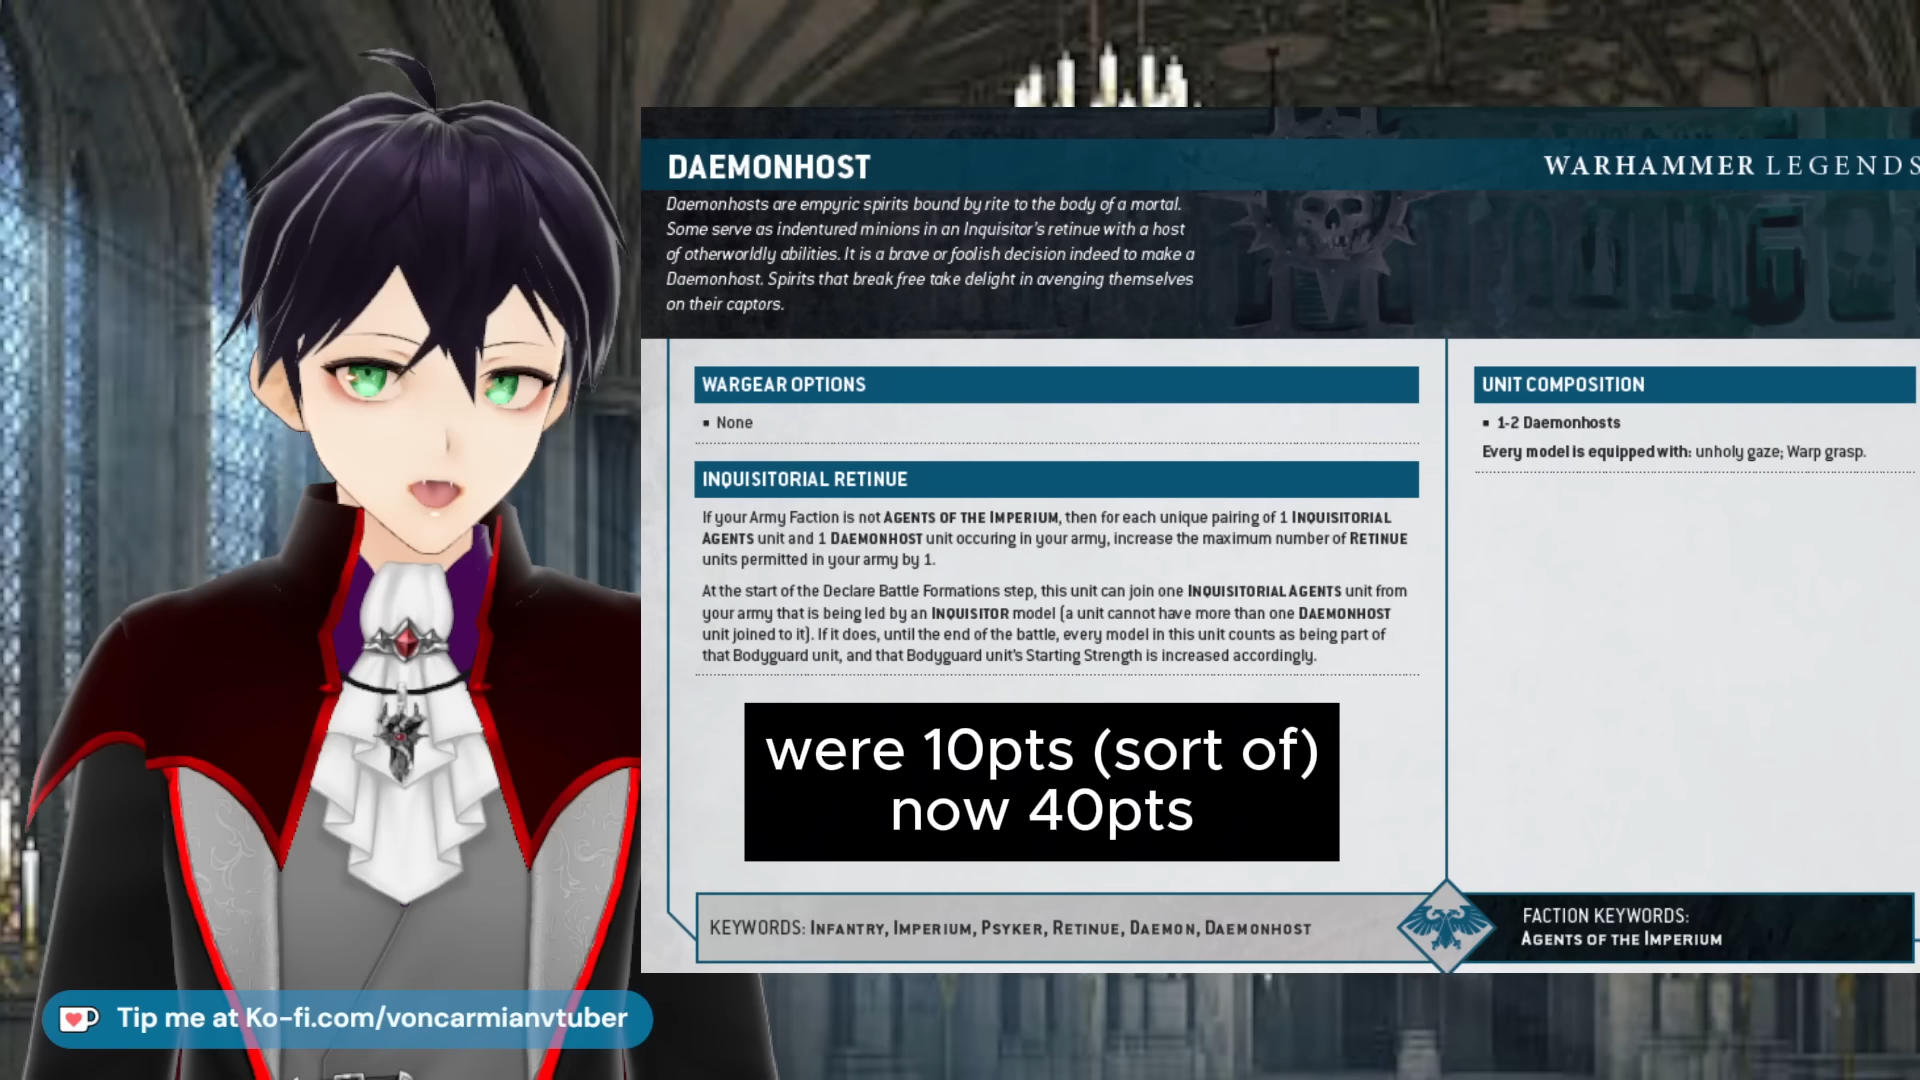 DAEMONHOST
WARHAMMER LEGENDS
Daemonhosts are empyric spirits bound by rite to the body of a mortal.
Some serve as indentured minions in an Inquisitor's retinue with a host
of otherworldly abilities. It is a brave or foolish decision indeed to make a
Daemonhost. Spirits that break free take delight in avenging themselves
on their captors.
WARGEAR OPTIONS
▪ None
INQUISITORIAL RETINUE
If your Army Faction is not AGENTS OF THE IMPERIUM, then for each unique pairing of 1 INQUISITORIAL
AGENTS unit and 1 DAEMONHOST unit occuring in your army, increase the maximum number of RETINUE
units permitted in your army by 1.
At the start of the Declare Battle Formations step, this unit can join one INQUISITORIAL AGENTS unit from
your army that is being led by an INQUISITOR model (a unit cannot have more than one DAEMONHOST
unit joined to it). If it does, until the end of the battle, every model in this unit counts as being part of
that Bodyguard unit, and that Bodyguard unit's Starting Strength is increased accordingly.
UNIT COMPOSITION
▪ 1-2 Daemonhosts
Every model is equipped with: unholy gaze; Warp grasp.
were 10pts (sort of)
now 40pts
KEYWORDS: INFANTRY, IMPERIUM, PSYKER, RETINUE, DAEMON, DAEMONHOST
FACTION KEYWORDS:
AGENTS OF THE IMPERIUM
Tip me at Ko-fi.com/voncarmianvtuber